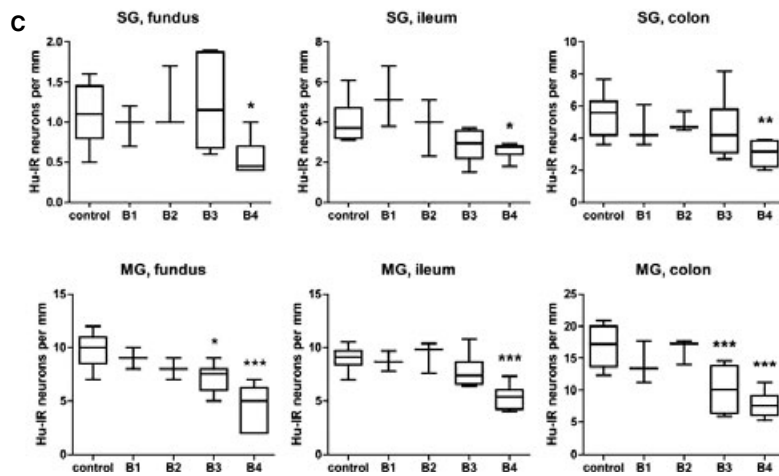 C
SG, fundus
Hu-IR neurons per mm
2.0
1.5
1.0
0.5
0.0
*
control B1 B2 B3 B4
SG, ileum
Hu-IR neurons per mm
8
6
4
2
0
*
control B1 B2 B3 B4
SG, colon
Hu-IR neurons per mm
10
8
6
4
2
0
**
control B1 B2 B3 B4
MG, fundus
Hu-IR neurons per mm
15
10
5
0
*
***
control B1 B2 B3 B4
MG, ileum
Hu-IR neurons per mm
15
10
5
0
***
control B1 B2 B3 B4
MG, colon
Hu-IR neurons per mm
25
20
15
10
5
0
***
***
control B1 B2 B3 B4